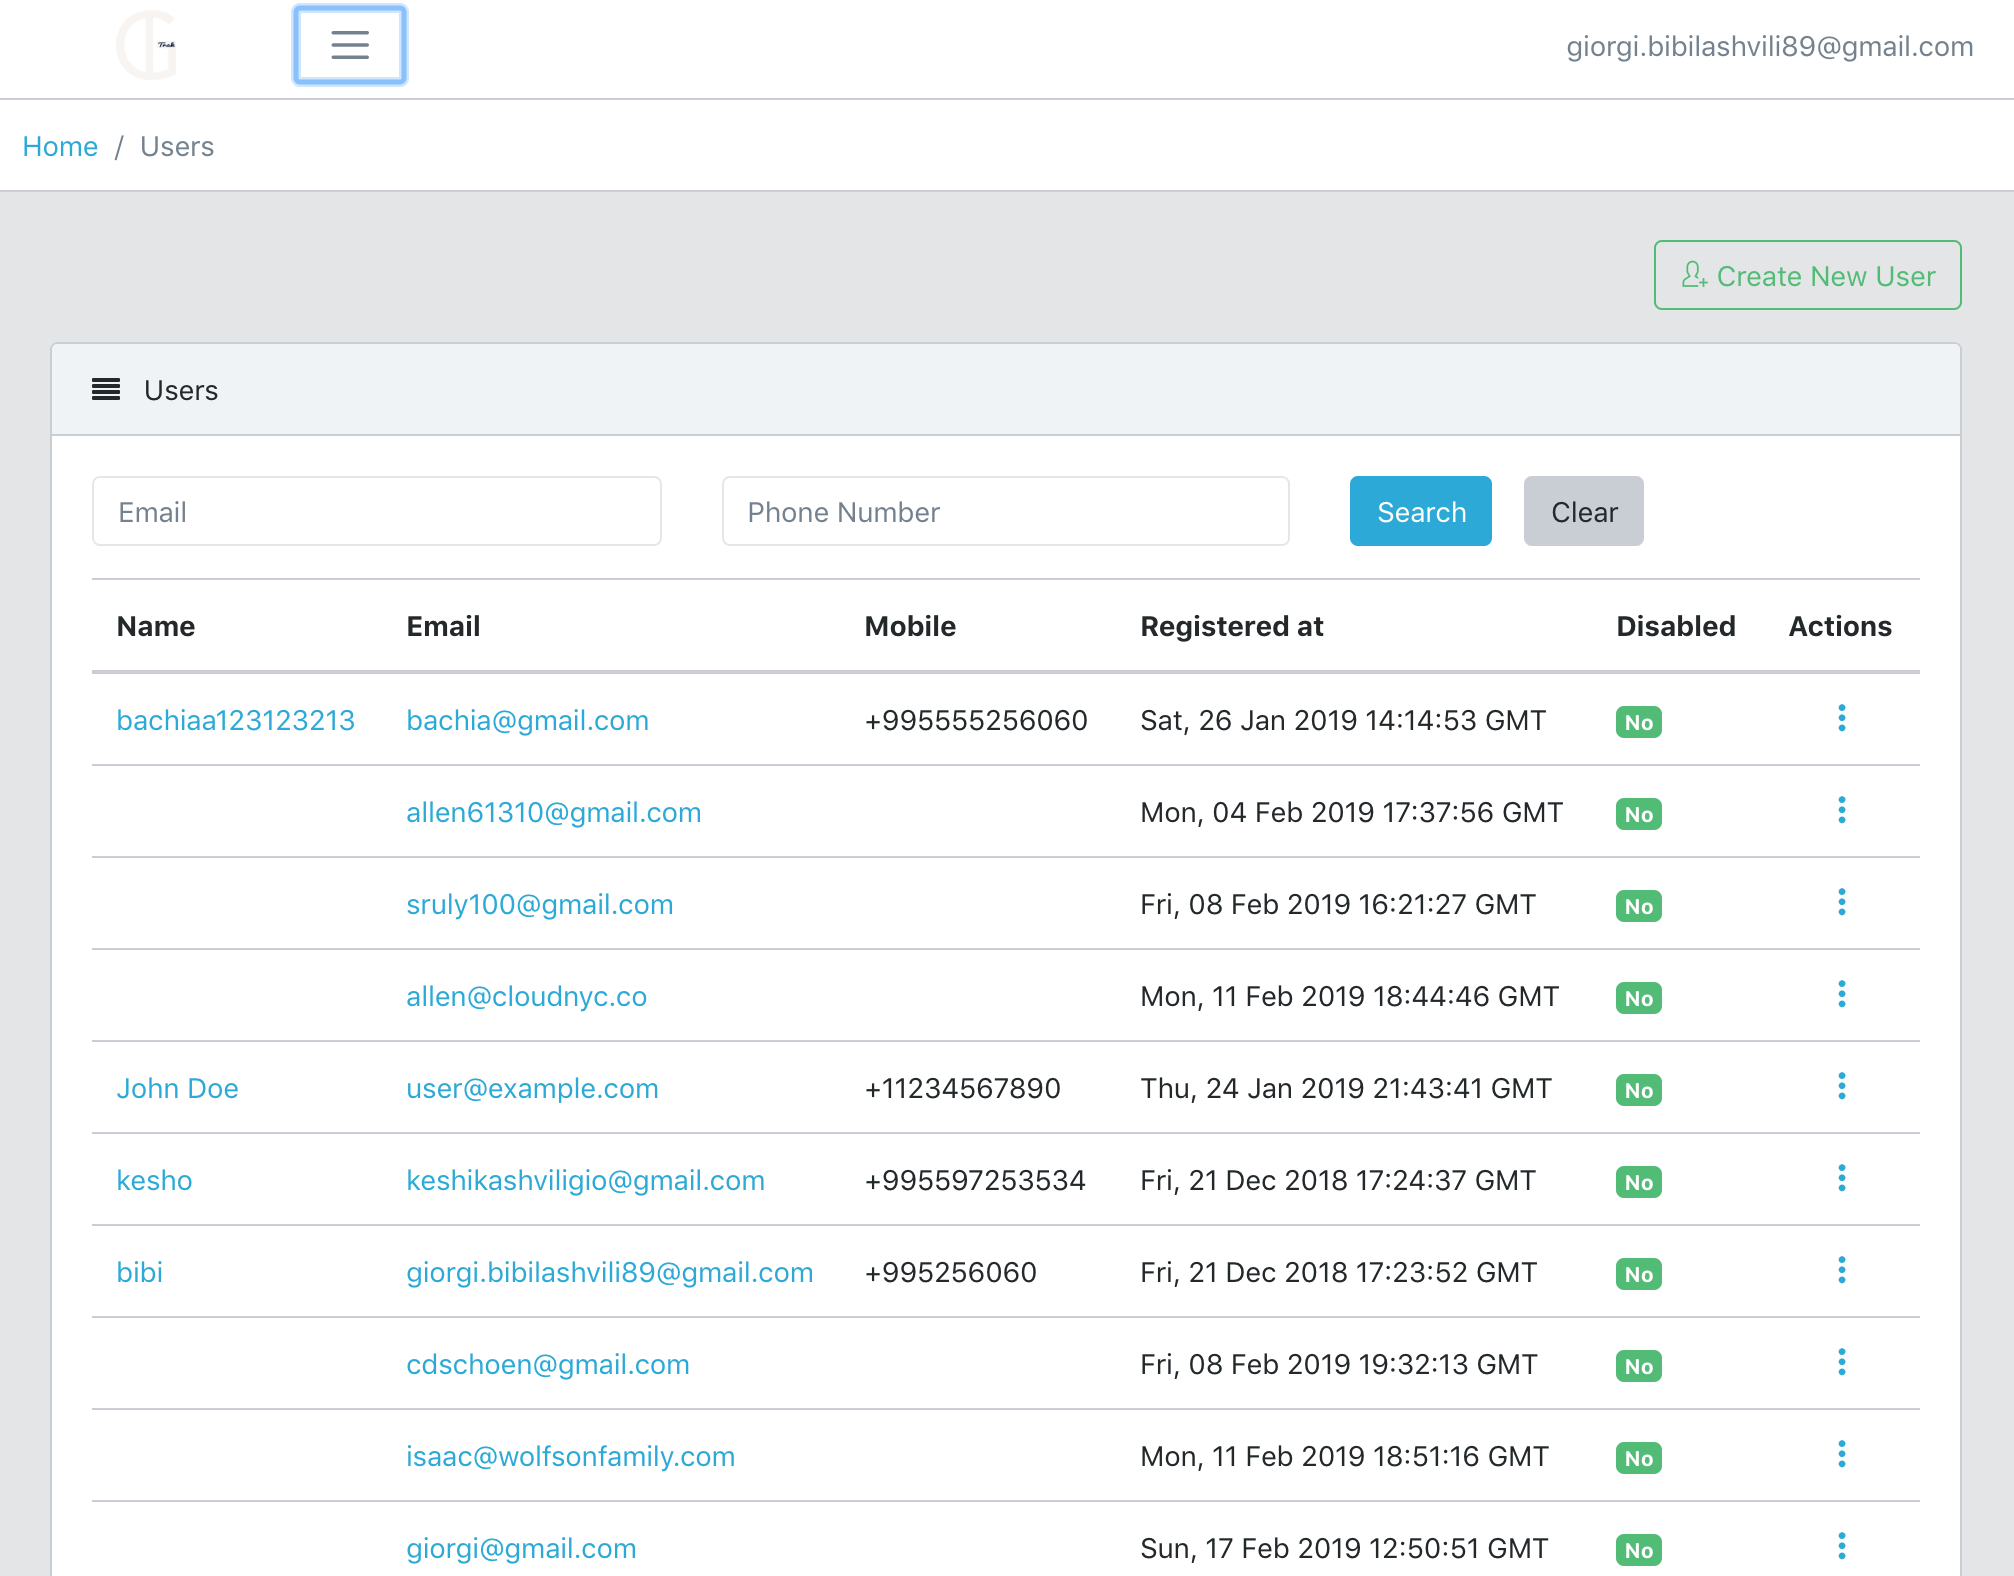 Trak
giorgi.bibilashvili89@gmail.com
Home / Users
Create New User
Users
Email Phone Number Search Clear
Name Email Mobile Registered at Disabled Actions
bachiaa123123213 bachia@gmail.com +995555256060 Sat, 26 Jan 2019 14:14:53 GMT No
allen61310@gmail.com Mon, 04 Feb 2019 17:37:56 GMT No
sruly100@gmail.com Fri, 08 Feb 2019 16:21:27 GMT No
allen@cloudnyc.co Mon, 11 Feb 2019 18:44:46 GMT No
John Doe user@example.com +11234567890 Thu, 24 Jan 2019 21:43:41 GMT No
kesho keshikashviligio@gmail.com +995597253534 Fri, 21 Dec 2018 17:24:37 GMT No
bibi giorgi.bibilashvili89@gmail.com +995256060 Fri, 21 Dec 2018 17:23:52 GMT No
cdschoen@gmail.com Fri, 08 Feb 2019 19:32:13 GMT No
isaac@wolfsonfamily.com Mon, 11 Feb 2019 18:51:16 GMT No
giorgi@gmail.com Sun, 17 Feb 2019 12:50:51 GMT No